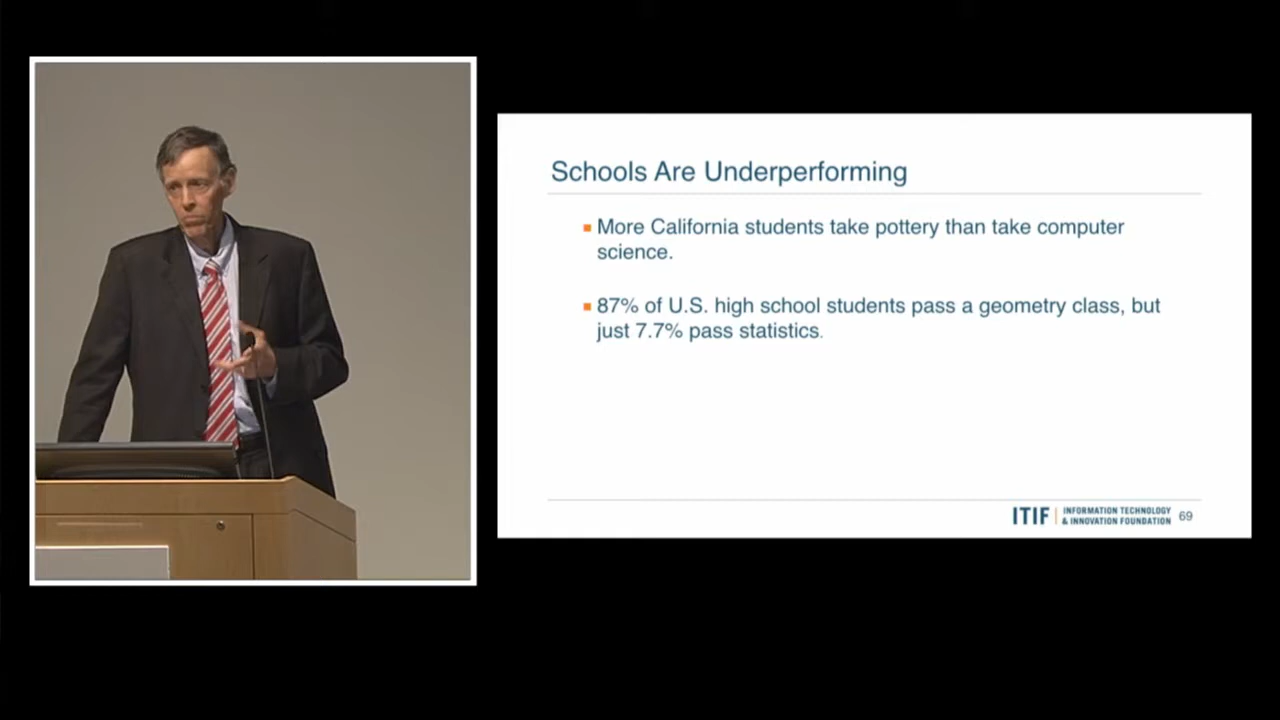 Schools Are Underperforming
More California students take pottery than take computer
science.
87% of U.S. high school students pass a geometry class, but
just 7.7% pass statistics.
ITIF | INFORMATION TECHNOLOGY
& INNOVATION FOUNDATION 69